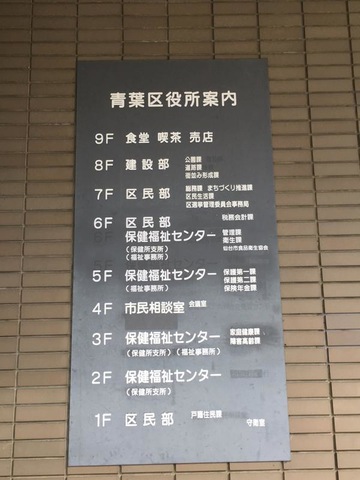 青葉区役所案内
9F 食堂 喫茶 売店
8F 建設部 公園課
道路課
街並み形成課
7F 区民部 総務課 まちづくり推進課
区民生活課
区選挙管理委員会事務局
6F 区民部 税務会計課
保健福祉センター 管理課
(保健所支所) 衛生課
(福祉事務所) 仙台市食品衛生協会
5F 保健福祉センター 保護第一課
(福祉事務所) 保護第二課
保険年金課
4F 市民相談室 会議室
3F 保健福祉センター 家庭健康課
(保健所支所) (福祉事務所) 障害高齢課
2F 保健福祉センター
(保健所支所)
1F 区民部 戸籍住民課 守衛室